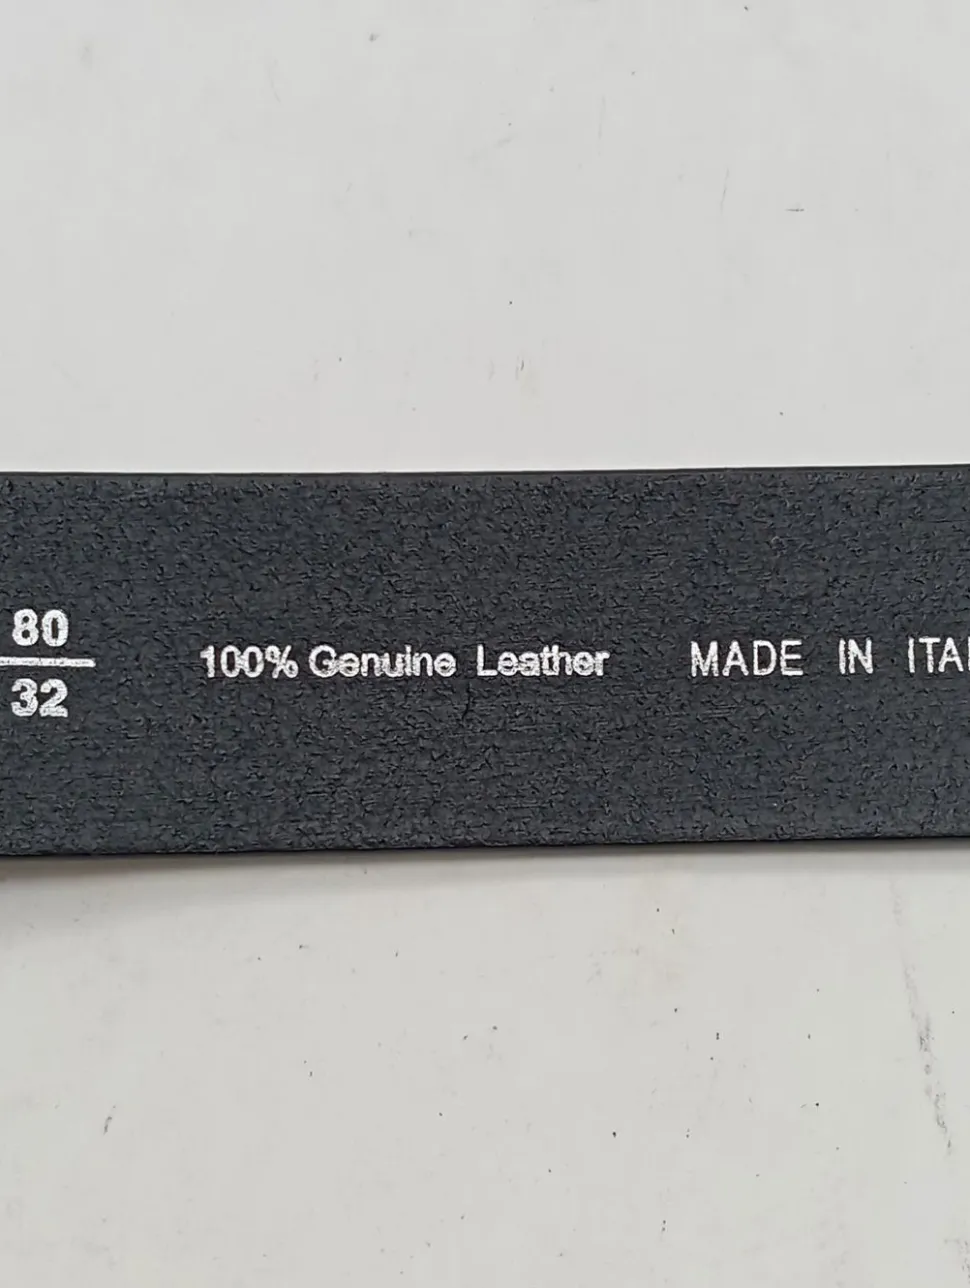 80
32
100% Genuine Leather
MADE IN ITA